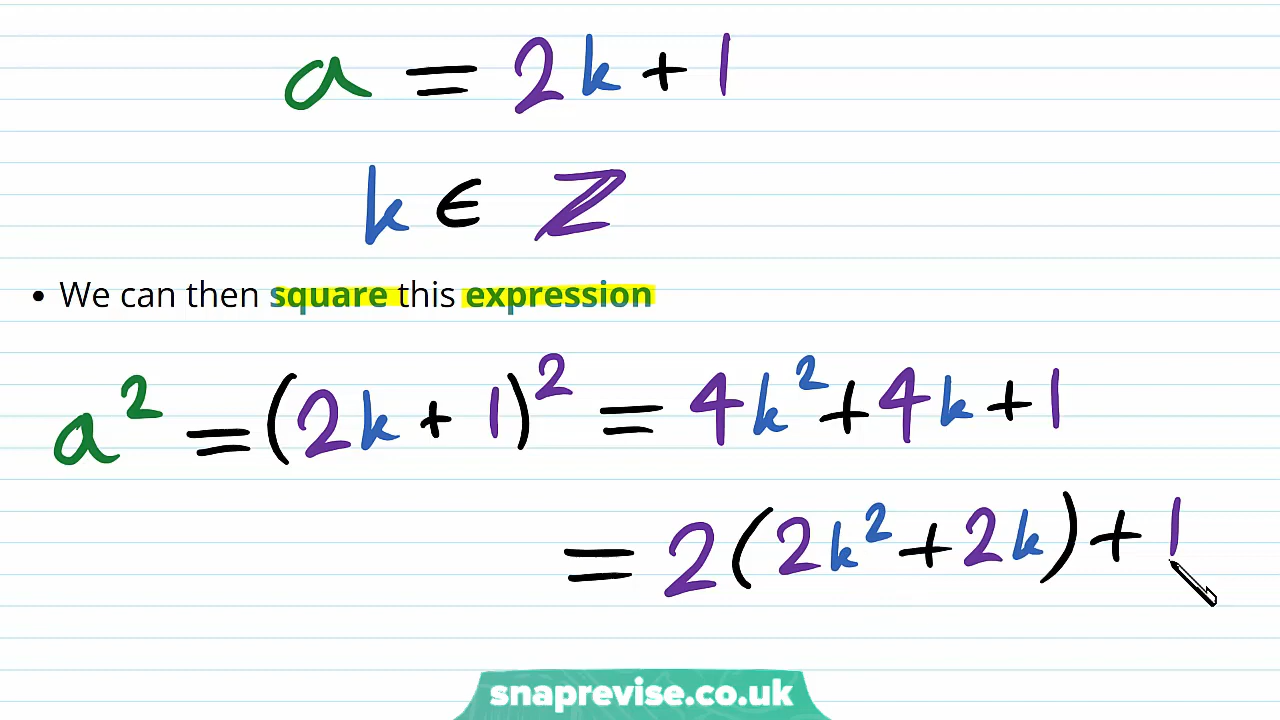 a = 2k + 1
k ∈ ℤ
• We can then square this expression
a² = (2k + 1)² = 4k² + 4k + 1
= 2(2k² + 2k) + 1
snaprevise.co.uk